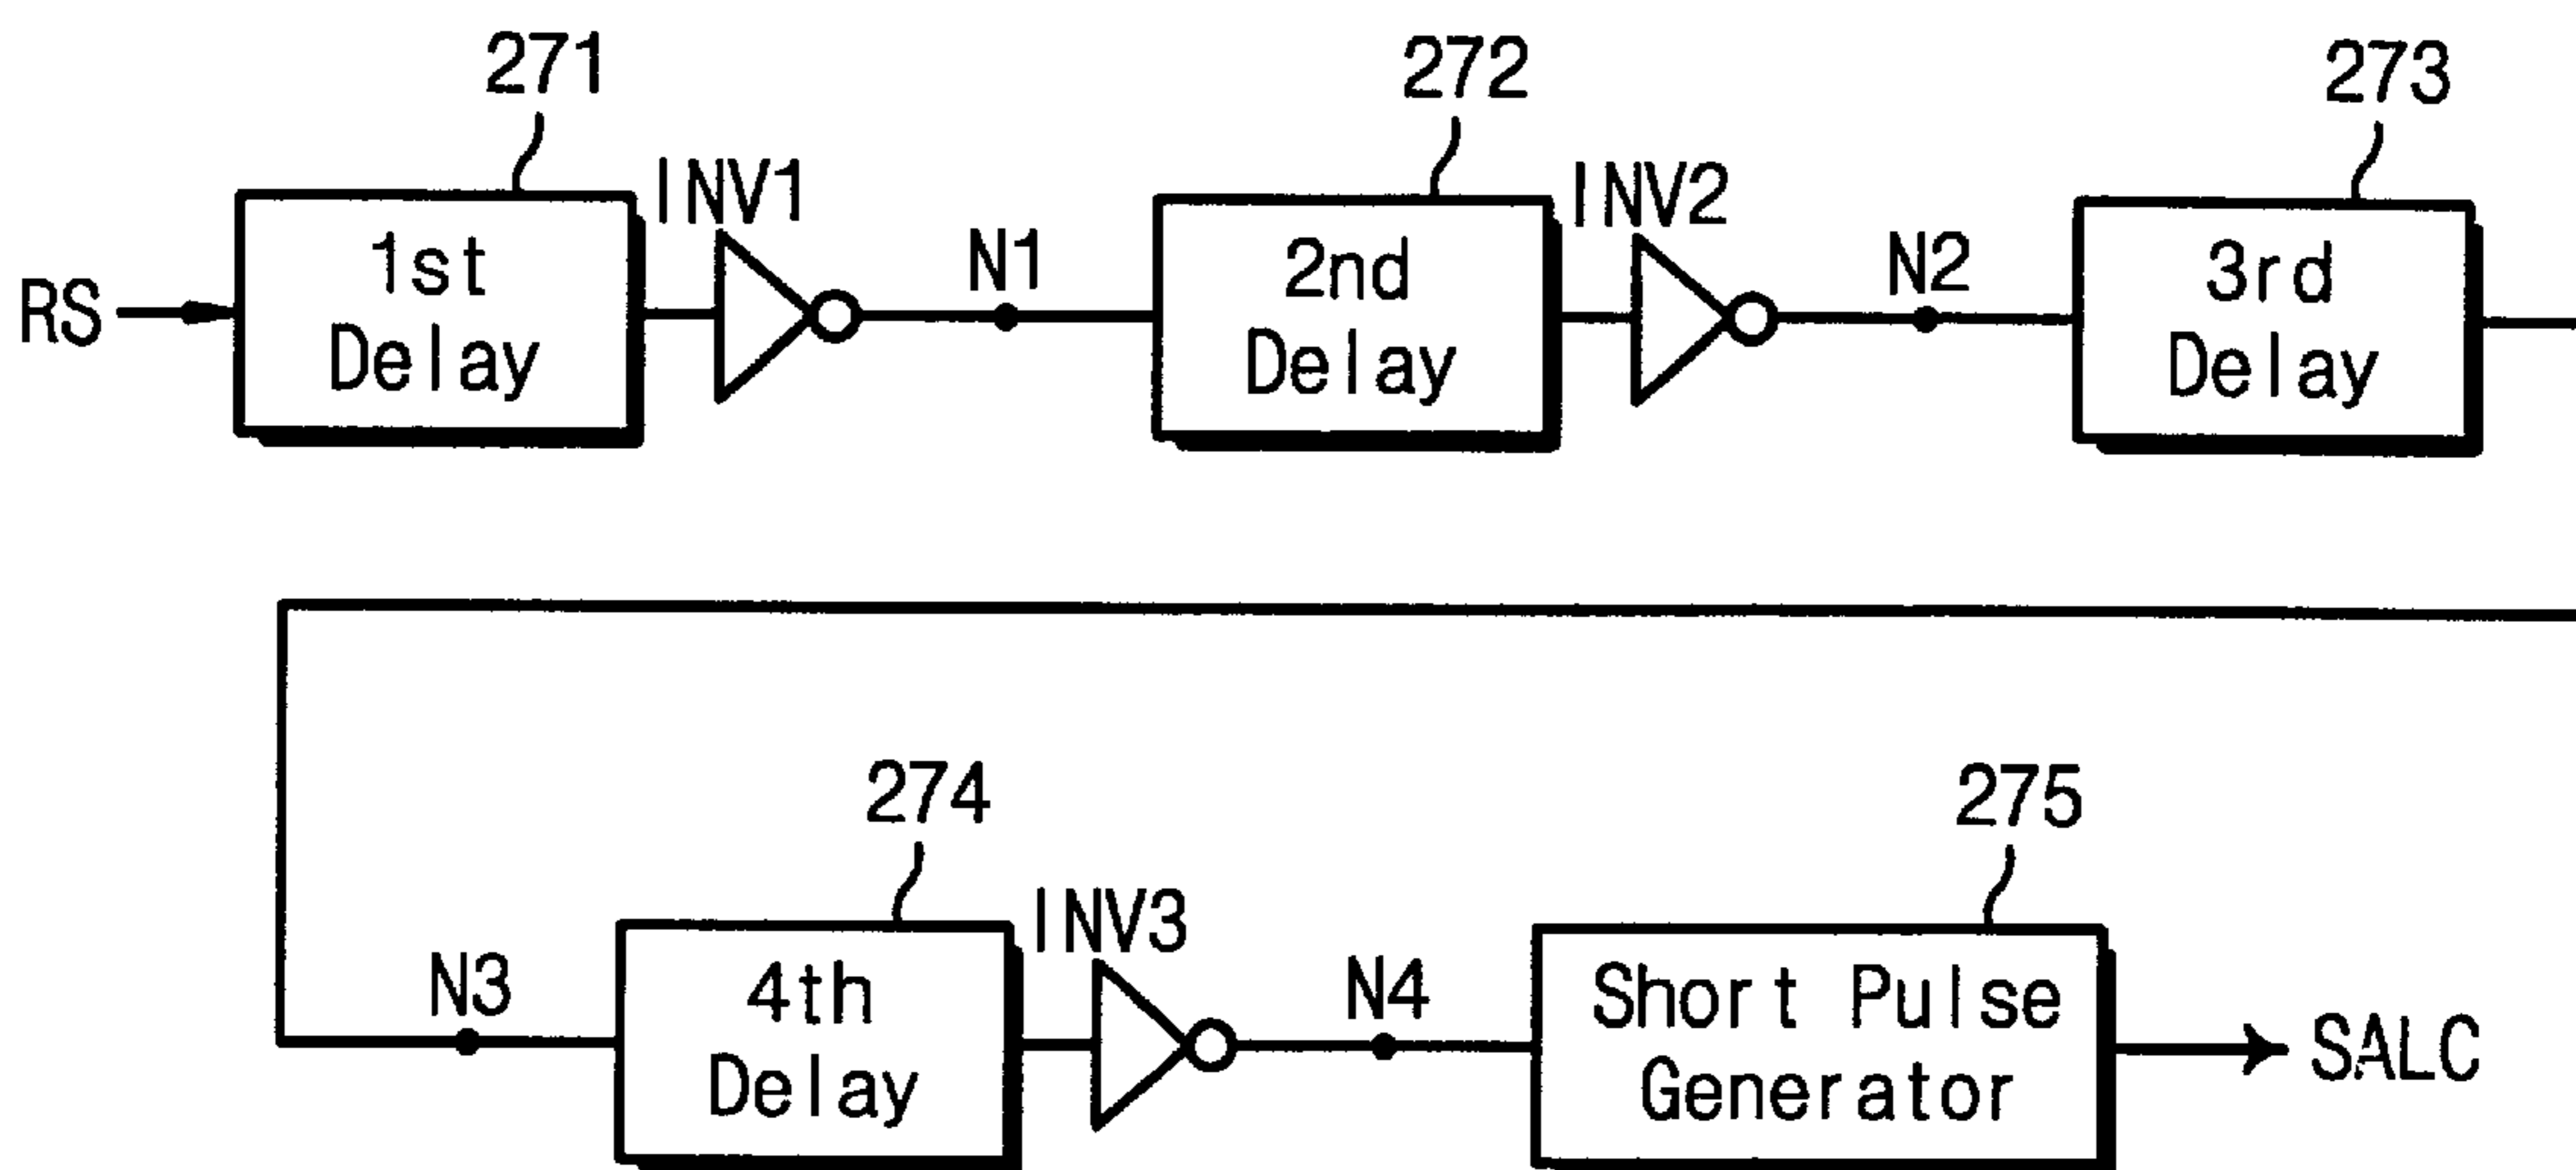 271
272
273
INV1
INV2
RS
1st
Delay
N1
2nd
Delay
N2
3rd
Delay
274
275
INV3
N3
4th
Delay
N4
Short Pulse
Generator
SALC